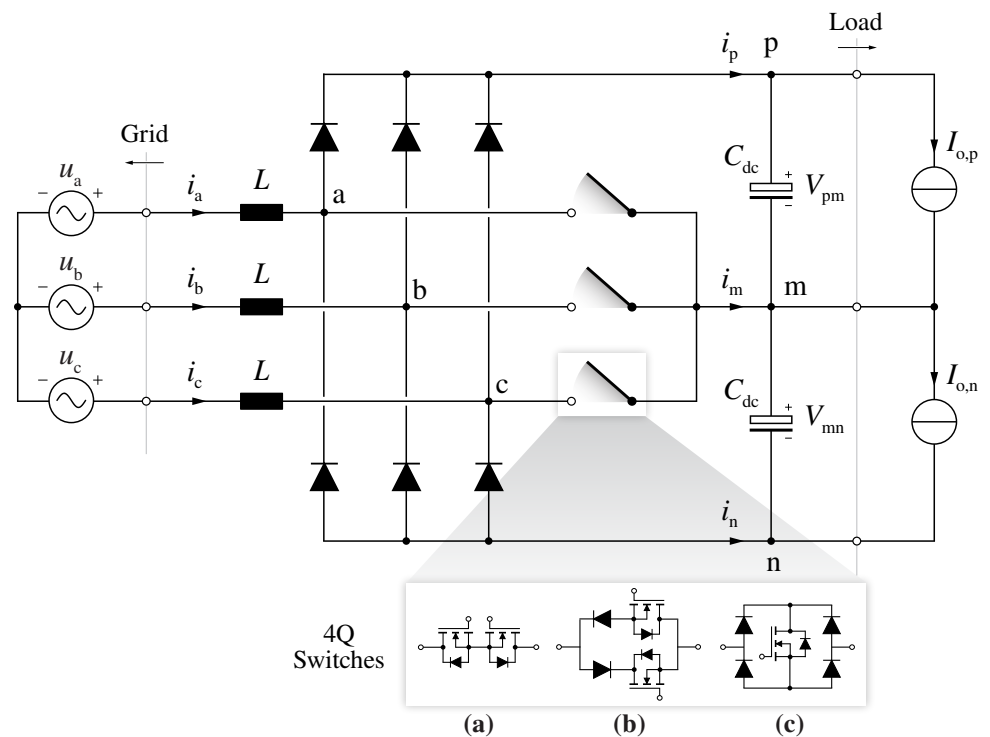 i_p p Load
Grid
u_a
− +
i_a
L
a
C_dc
+
−
V_pm
I_o,p
u_b
− +
i_b
L
b
i_m m
u_c
− +
i_c
L
c
C_dc
+
−
V_mn
I_o,n
i_n
n
4Q
Switches
(a) (b) (c)